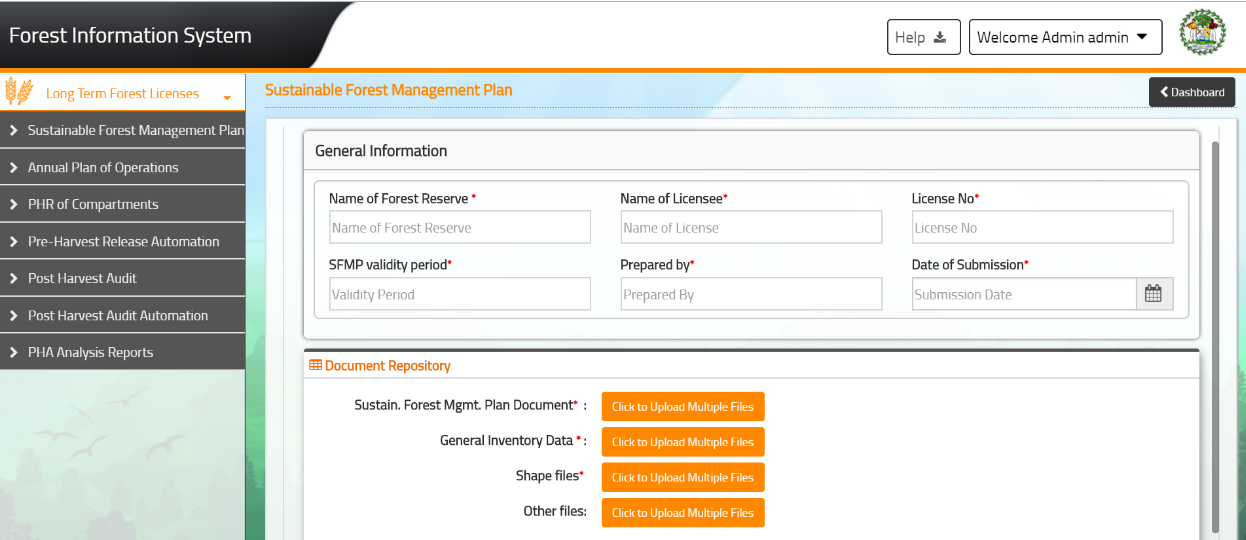 Forest Information System
Help
Welcome Admin admin
Long Term Forest Licenses
Sustainable Forest Management Plan
Annual Plan of Operations
PHR of Compartments
Pre-Harvest Release Automation
Post Harvest Audit
Post Harvest Audit Automation
PHA Analysis Reports
Sustainable Forest Management Plan
Dashboard
General Information
Name of Forest Reserve * Name of Licensee* License No*
Name of Forest Reserve Name of License License No
SFMP validity period* Prepared by* Date of Submission*
Validity Period Prepared By Submission Date
Document Repository
Sustain. Forest Mgmt. Plan Document* : Click to Upload Multiple Files
General Inventory Data * : Click to Upload Multiple Files
Shape files* Click to Upload Multiple Files
Other files: Click to Upload Multiple Files